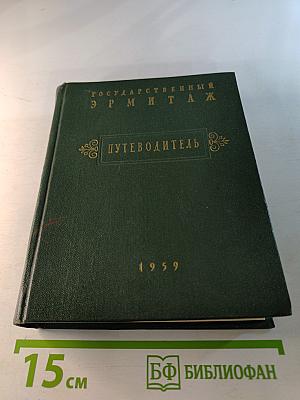 ГОСУДАРСТВЕННЫЙ
ЭРМИТАЖ
ПУТЕВОДИТЕЛЬ
1959
15 см
БФ БИБЛИОФАН